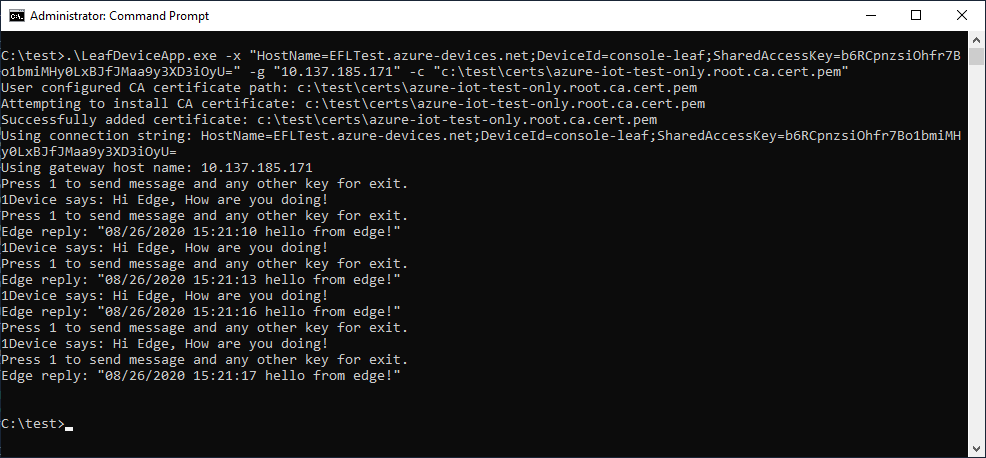 Administrator: Command Prompt
C:\test>.\LeafDeviceApp.exe -x "HostName=EFLTest.azure-devices.net;DeviceId=console-leaf;SharedAccessKey=b6RCpnzsiOhfr7B
o1bmiMHy0LxBJfJMaa9y3XD3iOyU=" -g "10.137.185.171" -c "c:\test\certs\azure-iot-test-only.root.ca.cert.pem"
User configured CA certificate path: c:\test\certs\azure-iot-test-only.root.ca.cert.pem
Attempting to install CA certificate: c:\test\certs\azure-iot-test-only.root.ca.cert.pem
Successfully added certificate: c:\test\certs\azure-iot-test-only.root.ca.cert.pem
Using connection string: HostName=EFLTest.azure-devices.net;DeviceId=console-leaf;SharedAccessKey=b6RCpnzsiOhfr7Bo1bmiMH
y0LxBJfJMaa9y3XD3iOyU=
Using gateway host name: 10.137.185.171
Press 1 to send message and any other key for exit.
1Device says: Hi Edge, How are you doing!
Press 1 to send message and any other key for exit.
Edge reply: "08/26/2020 15:21:10 hello from edge!"
1Device says: Hi Edge, How are you doing!
Press 1 to send message and any other key for exit.
Edge reply: "08/26/2020 15:21:13 hello from edge!"
1Device says: Hi Edge, How are you doing!
Edge reply: "08/26/2020 15:21:16 hello from edge!"
Press 1 to send message and any other key for exit.
1Device says: Hi Edge, How are you doing!
Press 1 to send message and any other key for exit.
Edge reply: "08/26/2020 15:21:17 hello from edge!"
C:\test>